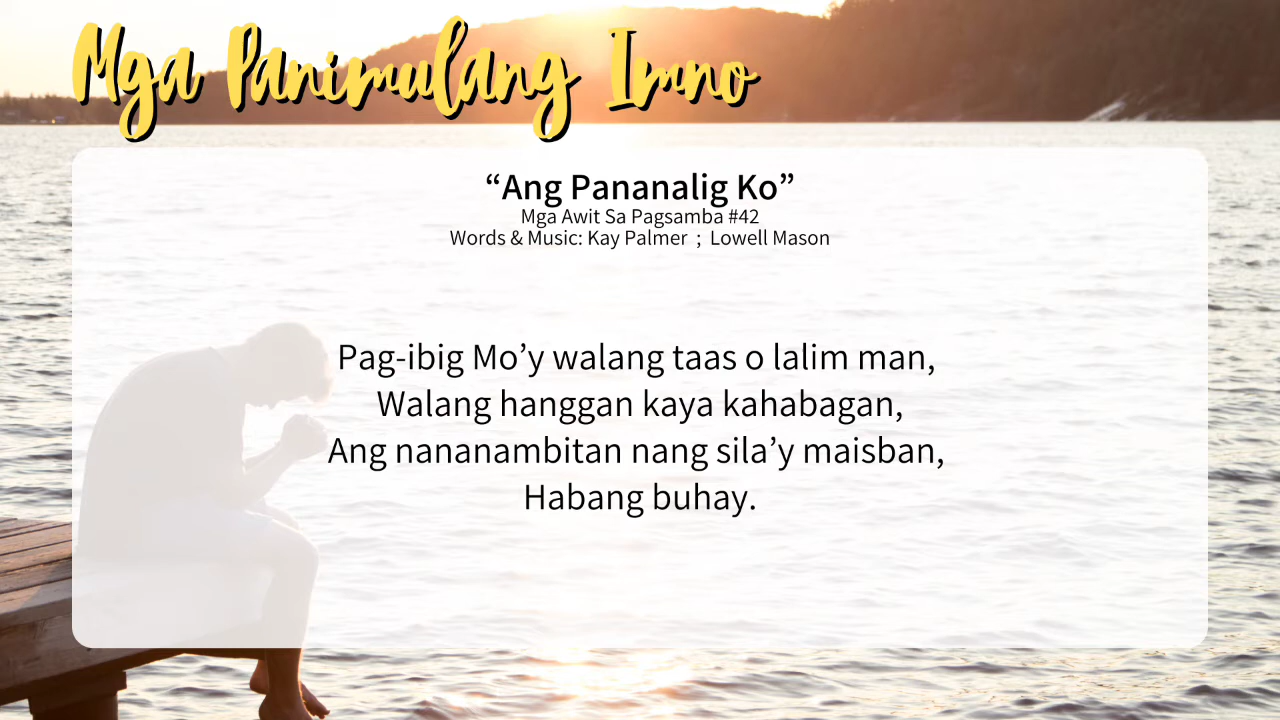 Mga Panimulang Imno
“Ang Pananalig Ko”
Mga Awit Sa Pagsamba #42
Words & Music: Kay Palmer ; Lowell Mason
Pag-ibig Mo’y walang taas o lalim man,
Walang hanggan kaya kahabagan,
Ang nananambitan nang sila’y maisban,
Habang buhay.